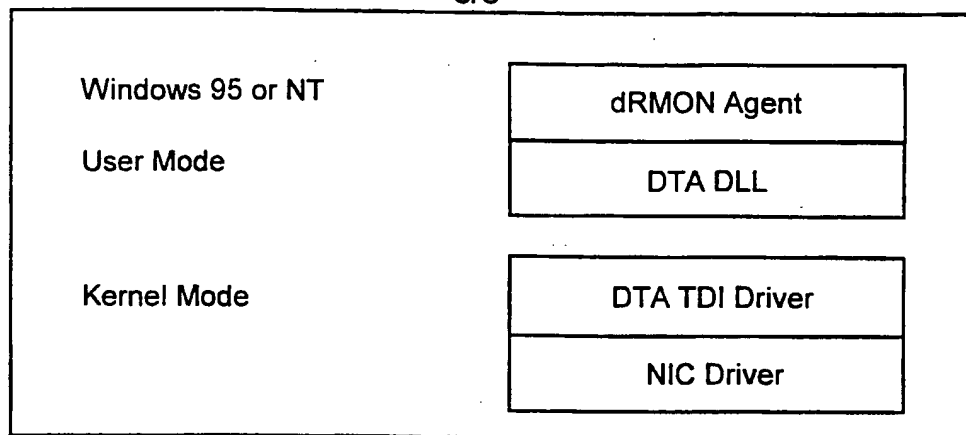 Windows 95 or NT
dRMON Agent
User Mode
DTA DLL
Kernel Mode
DTA TDI Driver
NIC Driver